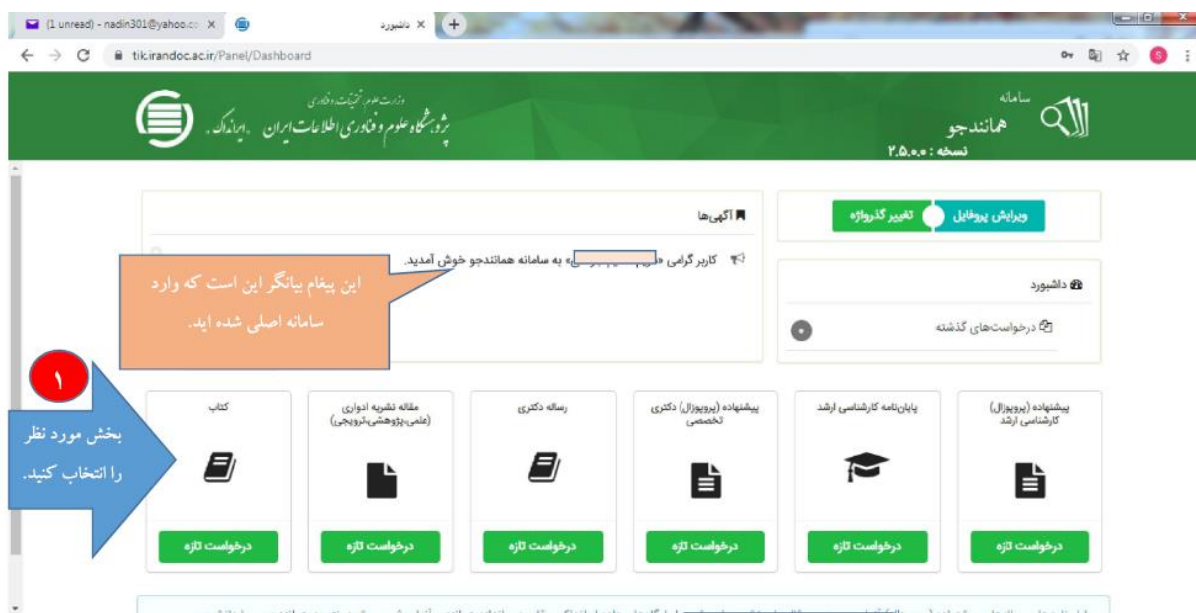 (1 unread) - nadin301@yahoo.co
داشبورد
tik.irandoc.ac.ir/Panel/Dashboard
S
سامانه
همانندجو
نسخه : ۲.۵.۰.۰
وزارت علوم، تحقیقات و فناوری
پژوهشگاه علوم و فناوری اطلاعات ایران . ایرانداک .
ویرایش پروفایل
تغییر گذرواژه
آگهی‌ها
کاربر گرامی » به سامانه همانندجو خوش آمدید.
داشبورد
درخواست‌های گذشته
۰
این پیغام بیانگر این است که وارد
سامانه اصلی شده اید.
۱
بخش مورد نظر
را انتخاب کنید.
پیشنهاده (پروپوزال)
کارشناسی ارشد
درخواست تازه
پایان‌نامه کارشناسی ارشد
درخواست تازه
پیشنهاده (پروپوزال) دکتری
تخصصی
درخواست تازه
رساله دکتری
درخواست تازه
مقاله نشریه ادواری
(علمی،پژوهشی،ترویجی)
درخواست تازه
کتاب
درخواست تازه